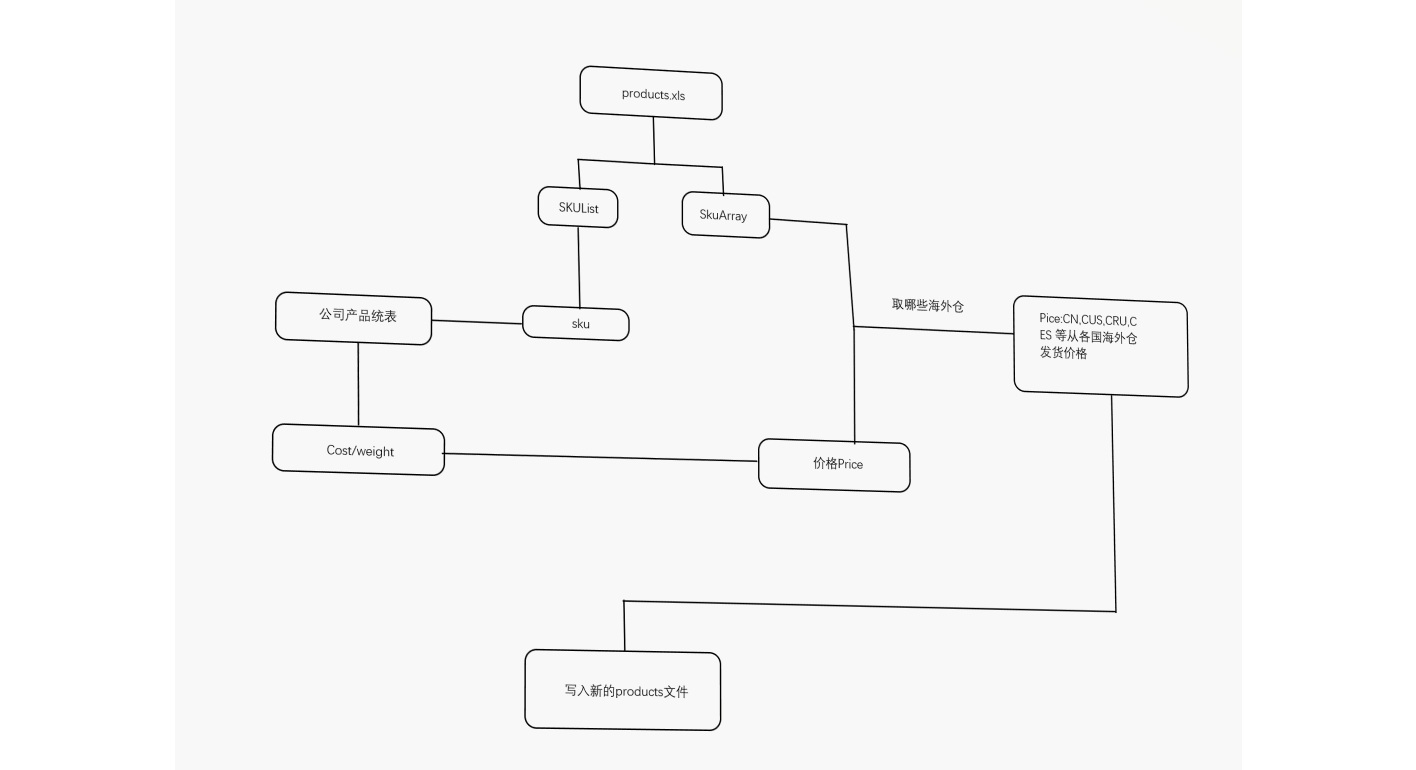 products.xls
SKUList
SkuArray
取哪些海外仓
公司产品统表
sku
Pice:CN,CUS,CRU,C
ES 等从各国海外仓
发货价格
Cost/weight
价格Price
写入新的products文件